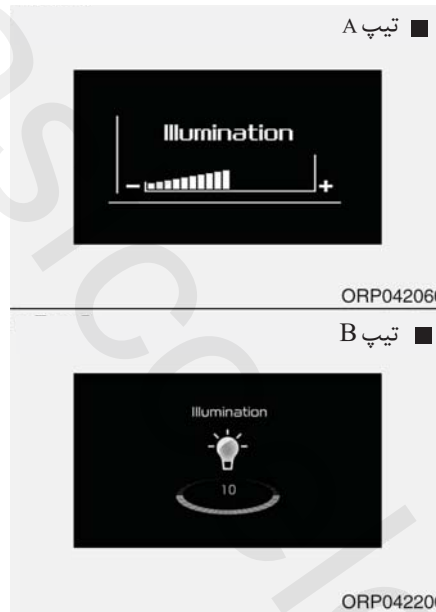 ■ تیپ A
Illumination
− +
ORP042060
■ تیپ B
Illumination
10
ORP042200